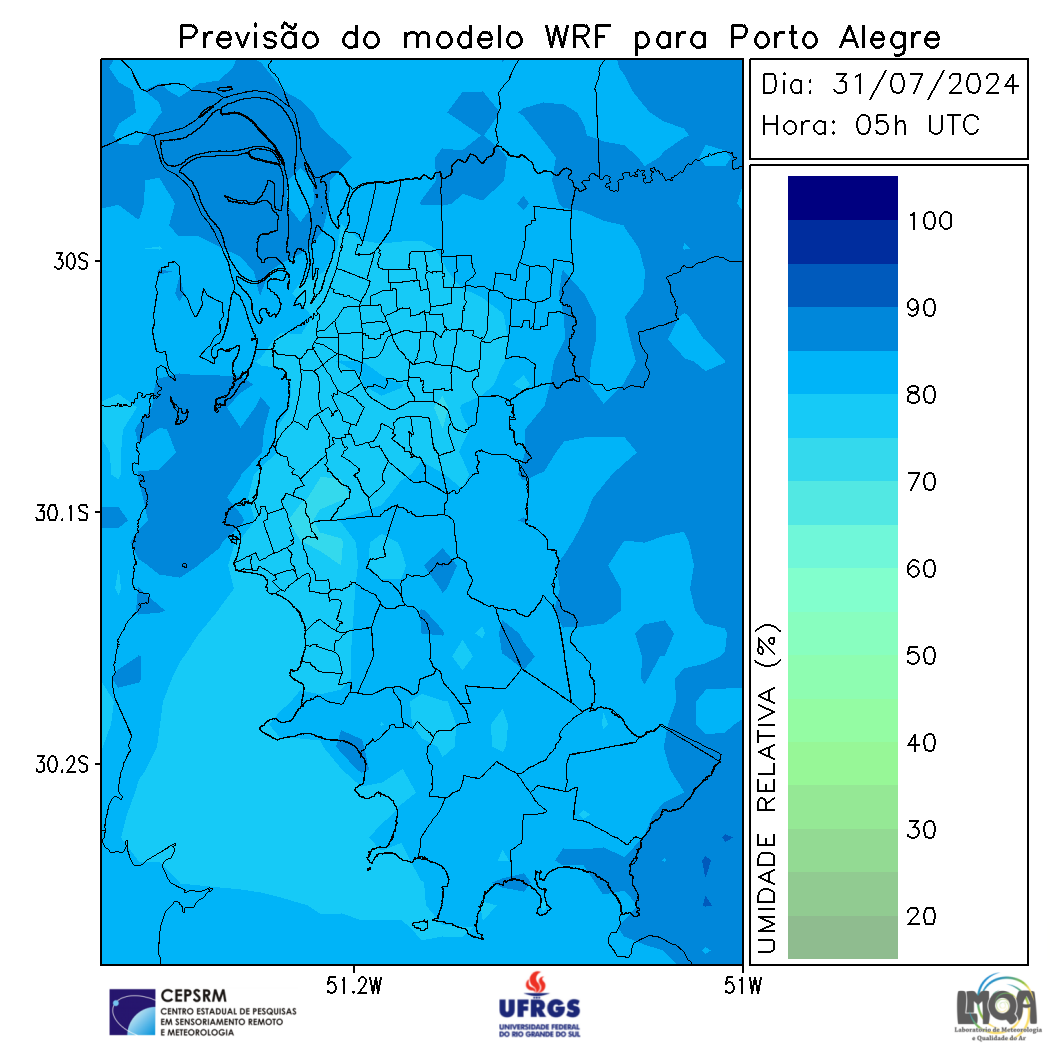 Previsão do modelo WRF para Porto Alegre
Dia: 31/07/2024
Hora: 05h UTC
30S
30.1S
30.2S
51.2W
51W
100
90
80
70
60
50
40
30
20
UMIDADE RELATIVA (%)
CEPSRM
CENTRO ESTADUAL DE PESQUISAS
EM SENSORIAMENTO REMOTO
E METEOROLOGIA
UFRGS
UNIVERSIDADE FEDERAL
DO RIO GRANDE DO SUL
LMQA
Laboratório de Meteorologia
e Qualidade do Ar